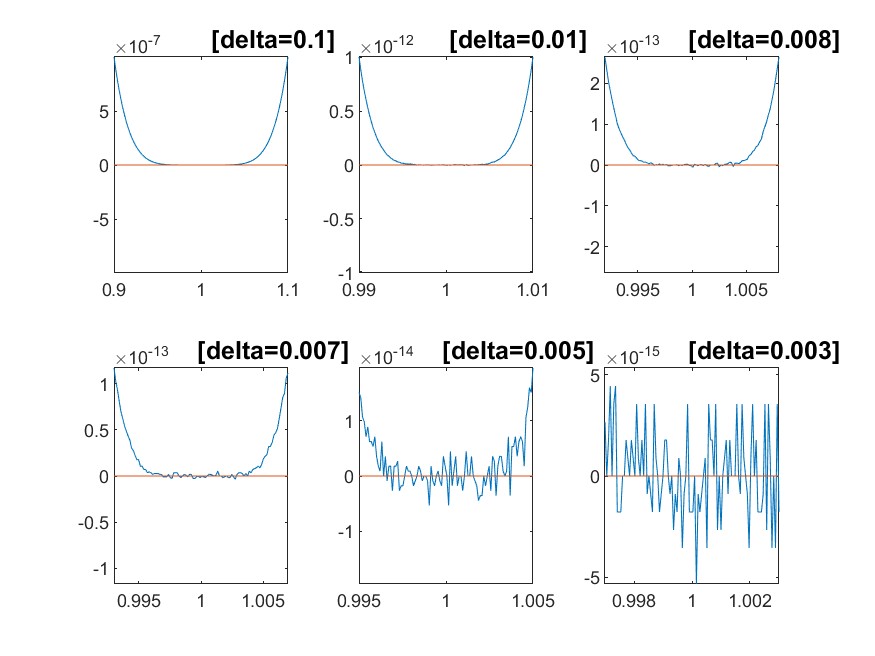 ×10-7 [delta=0.1]
5
0
-5
0.9 1 1.1
×10-12 [delta=0.01]
1
0.5
0
-0.5
-1
0.99 1 1.01
×10-13 [delta=0.008]
2
1
0
-1
-2
0.995 1 1.005
×10-13 [delta=0.007]
1
0.5
0
-0.5
-1
0.995 1 1.005
×10-14 [delta=0.005]
1
0
-1
0.995 1 1.005
×10-15 [delta=0.003]
5
0
-5
0.998 1 1.002